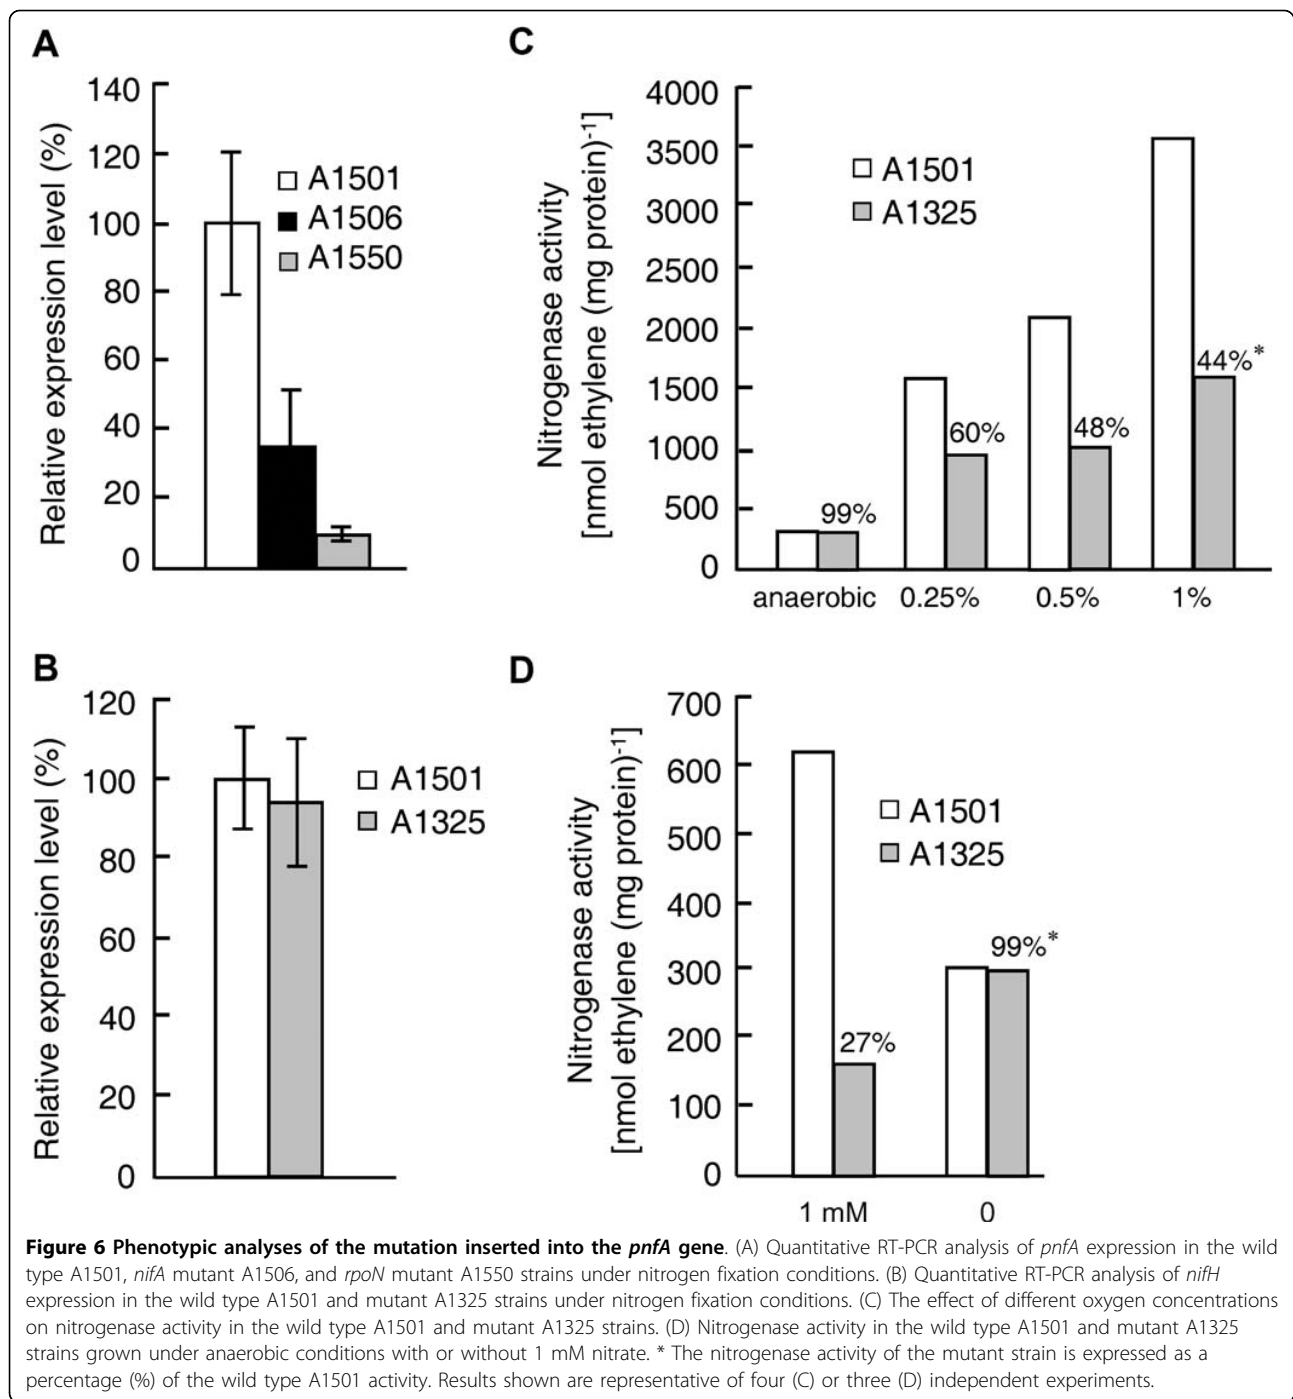 A
Relative expression level (%)
140
120
100
80
60
40
20
0
A1501
A1506
A1550
C
Nitrogenase activity
[nmol ethylene (mg protein)-1]
4000
3500
3000
2500
2000
1500
1000
500
0
A1501
A1325
99%
60%
48%
44%*
anaerobic 0.25% 0.5% 1%
B
Relative expression level (%)
120
100
80
60
40
20
0
A1501
A1325
D
Nitrogenase activity
[nmol ethylene (mg protein)-1]
700
600
500
400
300
200
100
0
A1501
A1325
27%
99%*
1 mM 0
Figure 6 Phenotypic analyses of the mutation inserted into the pnfA gene. (A) Quantitative RT-PCR analysis of pnfA expression in the wild
type A1501, nifA mutant A1506, and rpoN mutant A1550 strains under nitrogen fixation conditions. (B) Quantitative RT-PCR analysis of nifH
expression in the wild type A1501 and mutant A1325 strains under nitrogen fixation conditions. (C) The effect of different oxygen concentrations
on nitrogenase activity in the wild type A1501 and mutant A1325 strains. (D) Nitrogenase activity in the wild type A1501 and mutant A1325
strains grown under anaerobic conditions with or without 1 mM nitrate. * The nitrogenase activity of the mutant strain is expressed as a
percentage (%) of the wild type A1501 activity. Results shown are representative of four (C) or three (D) independent experiments.